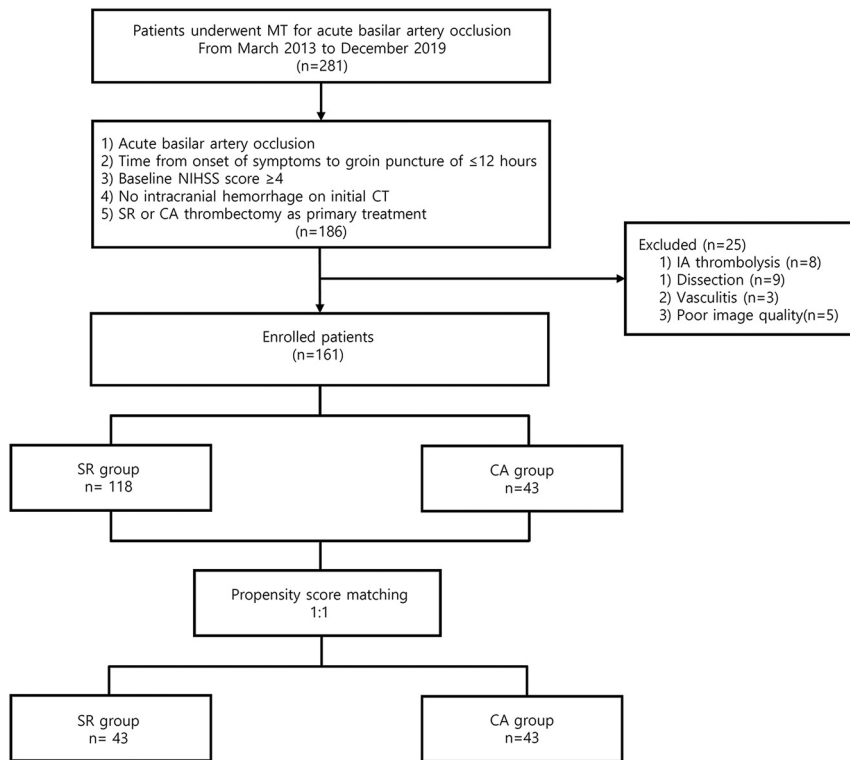 Patients underwent MT for acute basilar artery occlusion
From March 2013 to December 2019
(n=281)
1) Acute basilar artery occlusion
2) Time from onset of symptoms to groin puncture of ≤12 hours
3) Baseline NIHSS score ≥4
4) No intracranial hemorrhage on initial CT
5) SR or CA thrombectomy as primary treatment
(n=186)
Excluded (n=25)
1) IA thrombolysis (n=8)
1) Dissection (n=9)
2) Vasculitis (n=3)
3) Poor image quality(n=5)
Enrolled patients
(n=161)
SR group
n= 118
CA group
n=43
Propensity score matching
1:1
SR group
n= 43
CA group
n=43